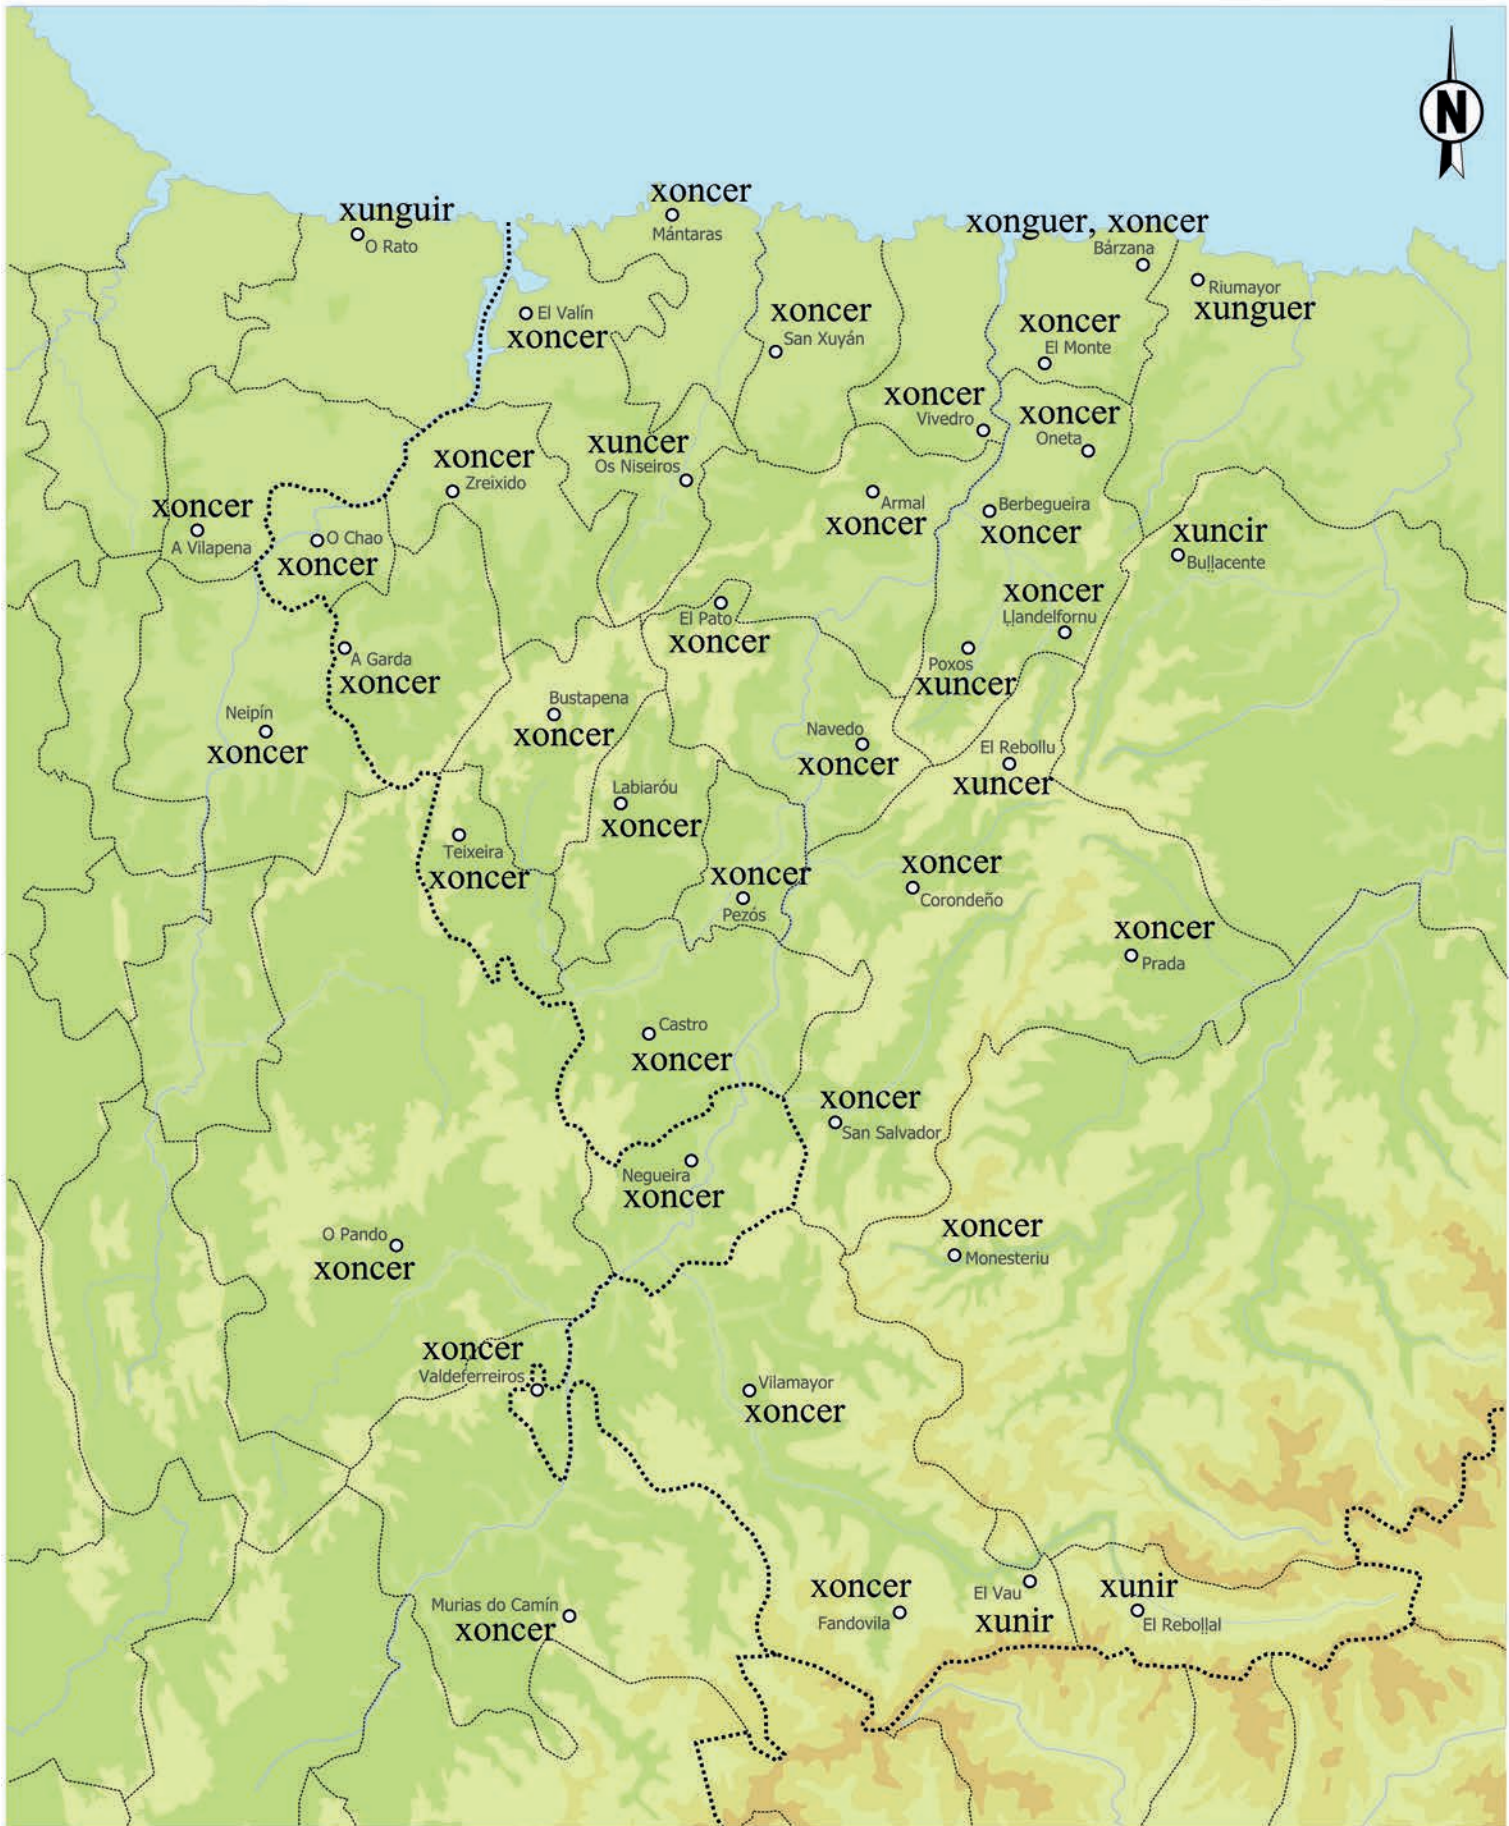 N
xoncer
Mántaras
xunguir
O Rato
xonguer, xoncer
Bárzana
Riumayor
xunguer
El Valín
xoncer
xoncer
San Xuyán
xoncer
El Monte
xoncer
Vivedro
xoncer
Oneta
xuncer
Os Niseiros
xoncer
Zreixido
xoncer
A Vilapena
Armal
xoncer
Berbegueira
xoncer
xuncir
Buḷḷacente
O Chao
xoncer
xoncer
Ḷḷandelfornu
El Pato
xoncer
A Garda
xoncer
Poxos
xuncer
Bustapena
xoncer
Neipín
xoncer
Navedo
xoncer
El Rebollu
xuncer
Labiaróu
xoncer
Teixeira
xoncer
xoncer
Pezós
xoncer
Corondeño
xoncer
Prada
Castro
xoncer
xoncer
San Salvador
Negueira
xoncer
O Pando
xoncer
xoncer
Monesteriu
xoncer
Valdeferreiros
Vilamayor
xoncer
xoncer
Fandovila
El Vau
xunir
xunir
El Reboḷḷal
Murias do Camín
xoncer